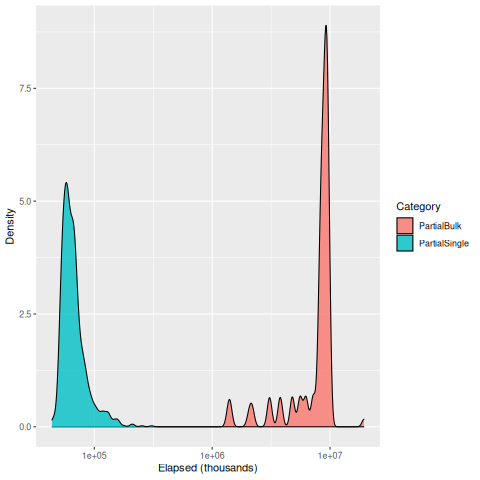 Density
7.5
5.0
2.5
0.0
1e+05
1e+06
1e+07
Elapsed (thousands)
Category
PartialBulk
PartialSingle